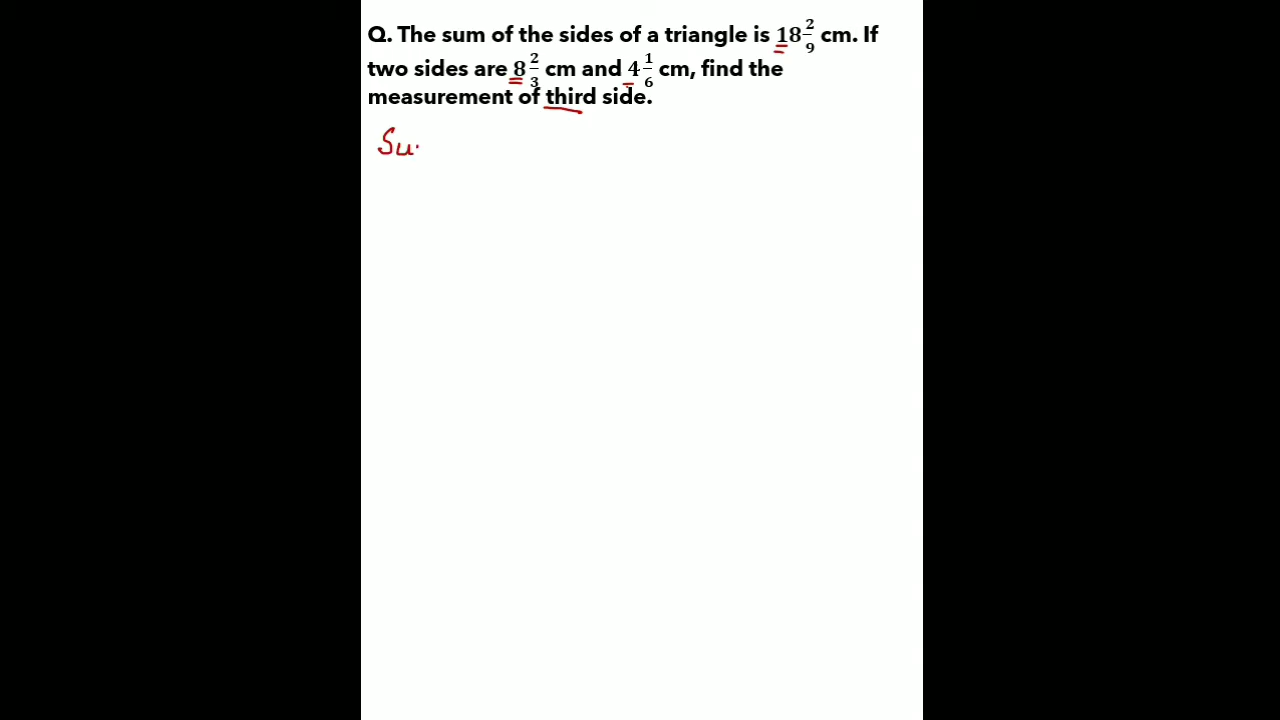 Q. The sum of the sides of a triangle is 18 2/9 cm. If
two sides are 8 2/3 cm and 4 1/6 cm, find the
measurement of third side.
Su